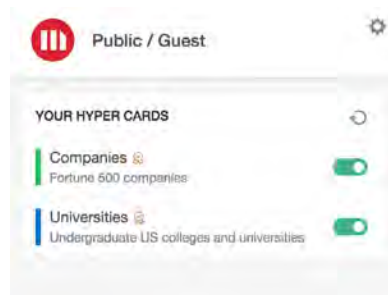 Public / Guest
YOUR HYPER CARDS
Companies
Fortune 500 companies
Universities
Undergraduate US colleges and universities